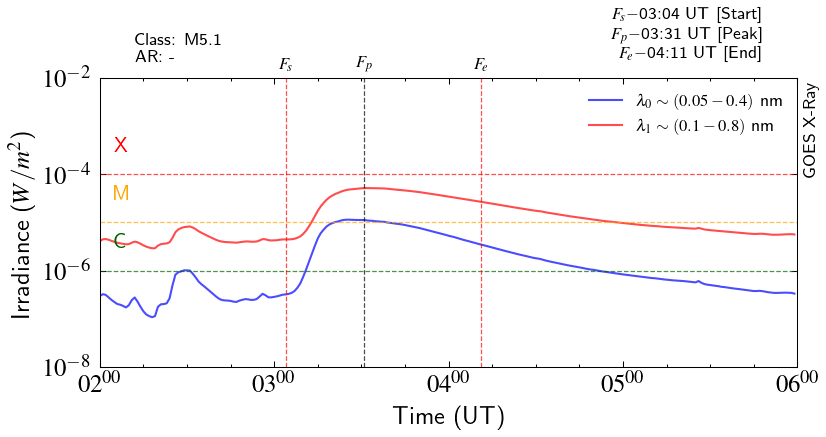 Fs−03:04 UT [Start]
Class: M5.1
Fp−03:31 UT [Peak]
AR: -
Fe−04:11 UT [End]
Fs
Fp
Fe
10⁻²
λ₀ ∼ (0.05 − 0.4) nm
λ₁ ∼ (0.1 − 0.8) nm
GOES X-Ray
X
10⁻⁴
M
C
10⁻⁶
10⁻⁸
Irradiance (W/m²)
02⁰⁰ 03⁰⁰ 04⁰⁰ 05⁰⁰ 06⁰⁰
Time (UT)